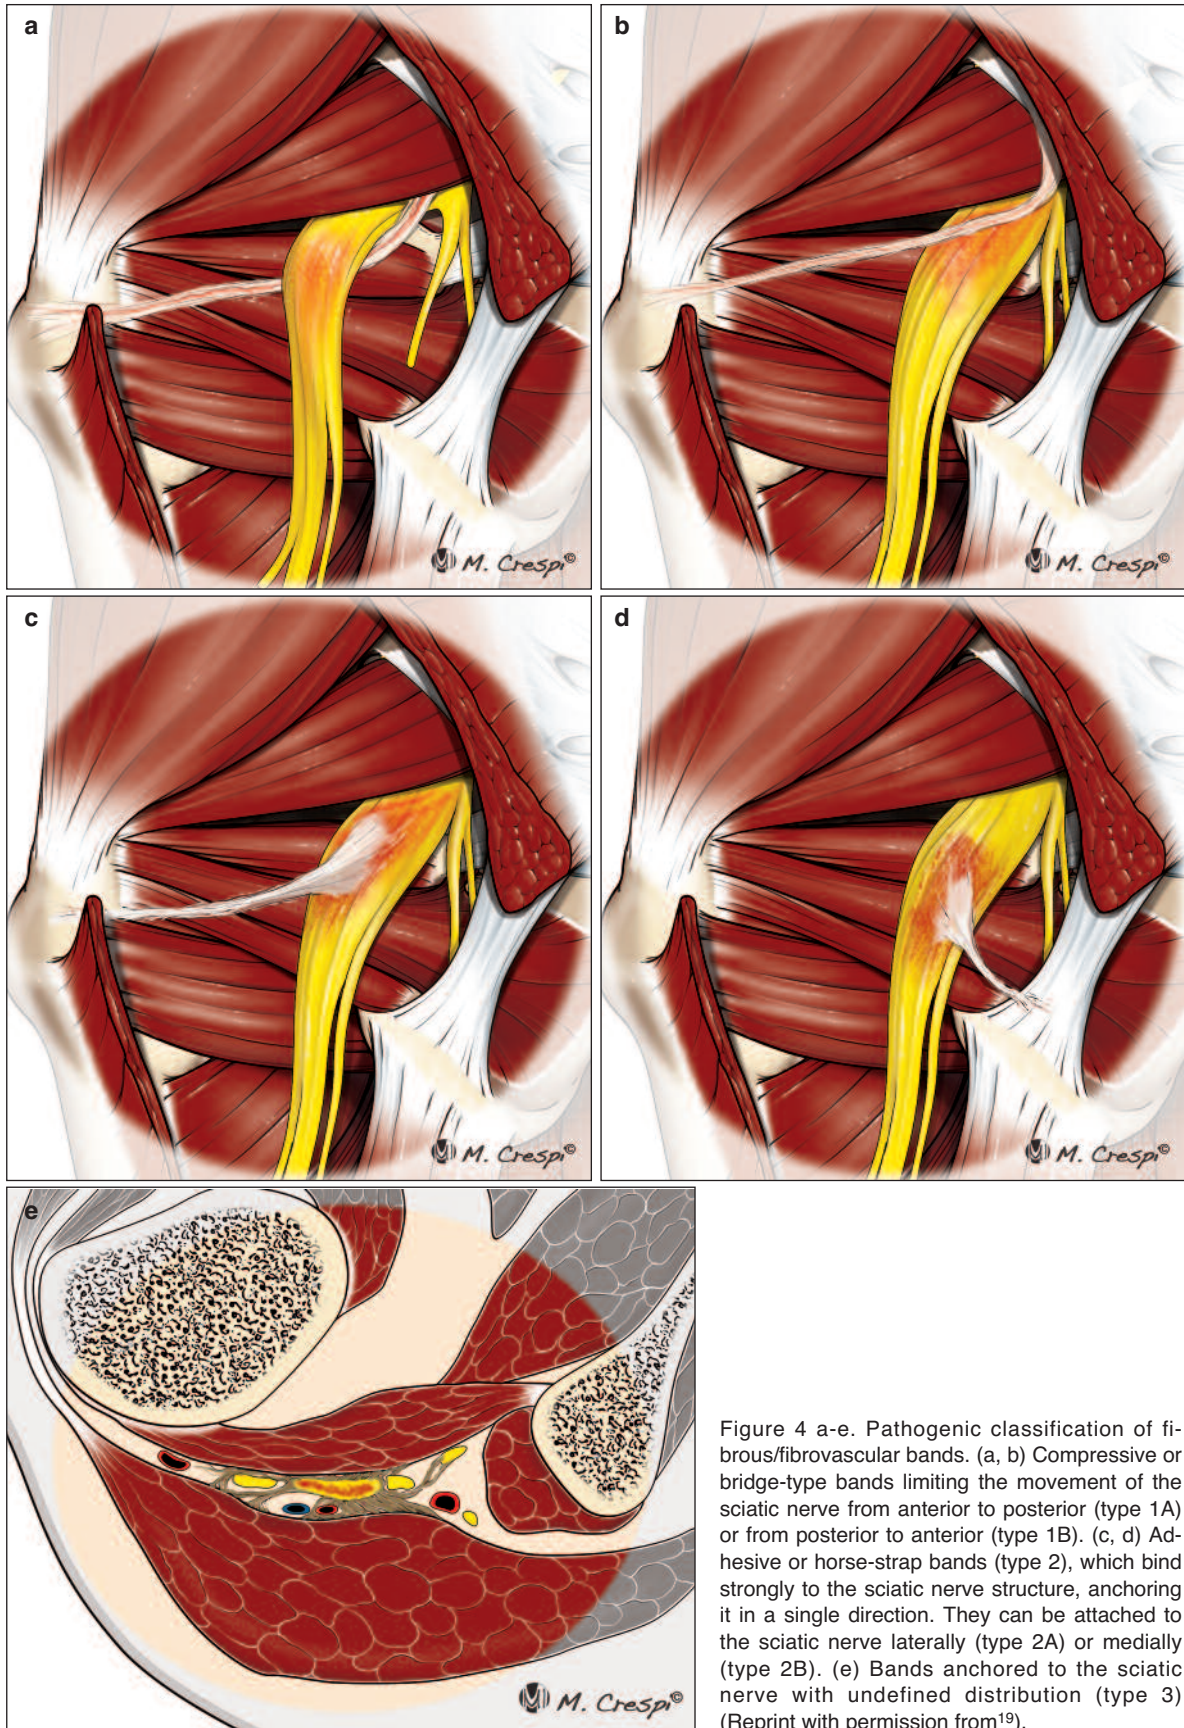 a
b
M. Crespi©
M. Crespi©
c
d
M. Crespi©
M. Crespi©
e
M. Crespi©
Figure 4 a-e. Pathogenic classification of fi-
brous/fibrovascular bands. (a, b) Compressive or
bridge-type bands limiting the movement of the
sciatic nerve from anterior to posterior (type 1A)
or from posterior to anterior (type 1B). (c, d) Ad-
hesive or horse-strap bands (type 2), which bind
strongly to the sciatic nerve structure, anchoring
it in a single direction. They can be attached to
the sciatic nerve laterally (type 2A) or medially
(type 2B). (e) Bands anchored to the sciatic
nerve with undefined distribution (type 3)
(Reprint with permission from19).